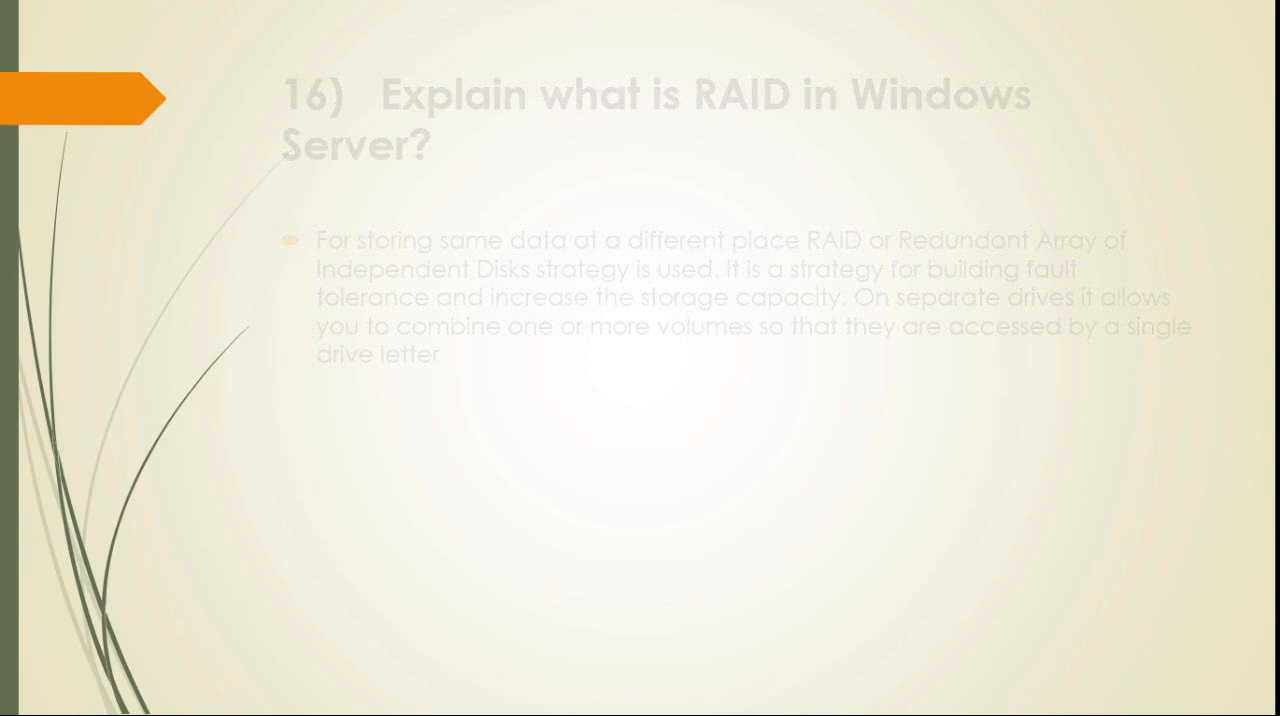 16) Explain what is RAID in Windows
Server?
For storing same data at a different place RAID or Redundant Array of
Independent Disks strategy is used. It is a strategy for building fault
tolerance and increase the storage capacity. On separate drives it allows
you to combine one or more volumes so that they are accessed by a single
drive letter